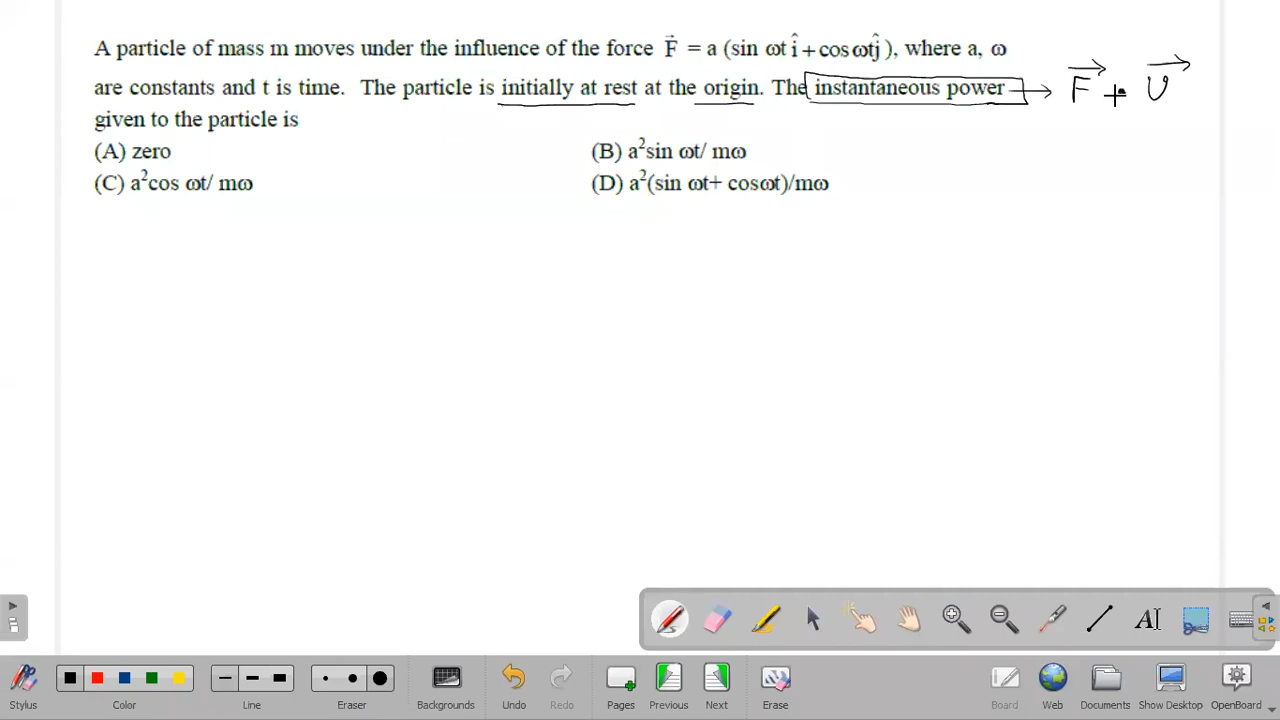 A particle of mass m moves under the influence of the force F⃗ = a (sin ωt î + cos ωt ĵ), where a, ω
are constants and t is time. The particle is initially at rest at the origin. The instantaneous power → F⃗ + v⃗
given to the particle is
(A) zero (B) a²sin ωt/ mω
(C) a²cos ωt/ mω (D) a²(sin ωt+ cosωt)/mω
Stylus Color Line Eraser Backgrounds Undo Redo Pages Previous Next Erase Board Web Documents Show Desktop OpenBoard